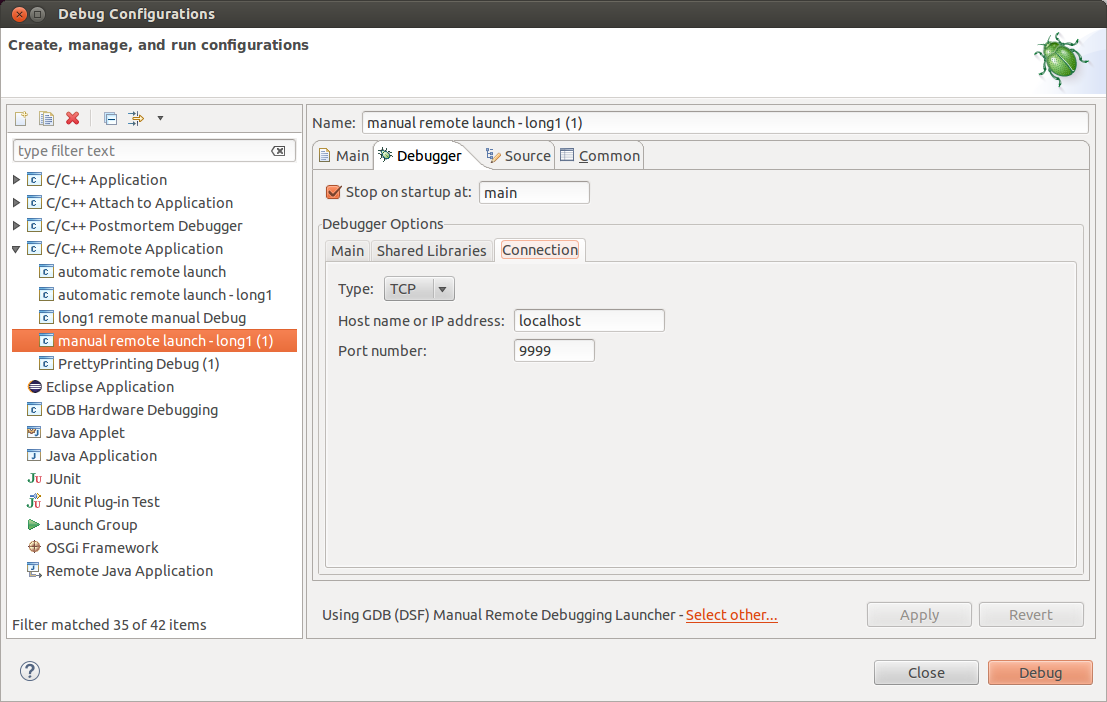 Debug Configurations
Create, manage, and run configurations
type filter text
C/C++ Application
C/C++ Attach to Application
C/C++ Postmortem Debugger
C/C++ Remote Application
automatic remote launch
automatic remote launch - long1
long1 remote manual Debug
manual remote launch - long1 (1)
PrettyPrinting Debug (1)
Eclipse Application
GDB Hardware Debugging
Java Applet
Java Application
JUnit
JUnit Plug-in Test
Launch Group
OSGi Framework
Remote Java Application
Filter matched 35 of 42 items
Name: manual remote launch - long1 (1)
Main Debugger Source Common
Stop on startup at: main
Debugger Options
Main Shared Libraries Connection
Type: TCP
Host name or IP address: localhost
Port number: 9999
Using GDB (DSF) Manual Remote Debugging Launcher - Select other...
Apply Revert
? Close Debug